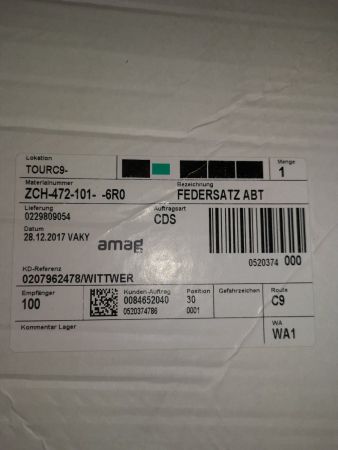 Lokation
TOURC9-
Menge
1
Materialnummer
ZCH-472-101- -6R0
Bezeichnung
FEDERSATZ ABT
Lieferung
0229809054
Auftragsart
CDS
Datum
28.12.2017 VAKY
amag
0520374 000
KD-Referenz
0207962478/WITTWER
Empfänger
100
Kunden-Auftrag
0084652040
0520374786
Position
30
0001
Gefahrzeichen
Route
C9
Kommentar Lager
WA
WA1